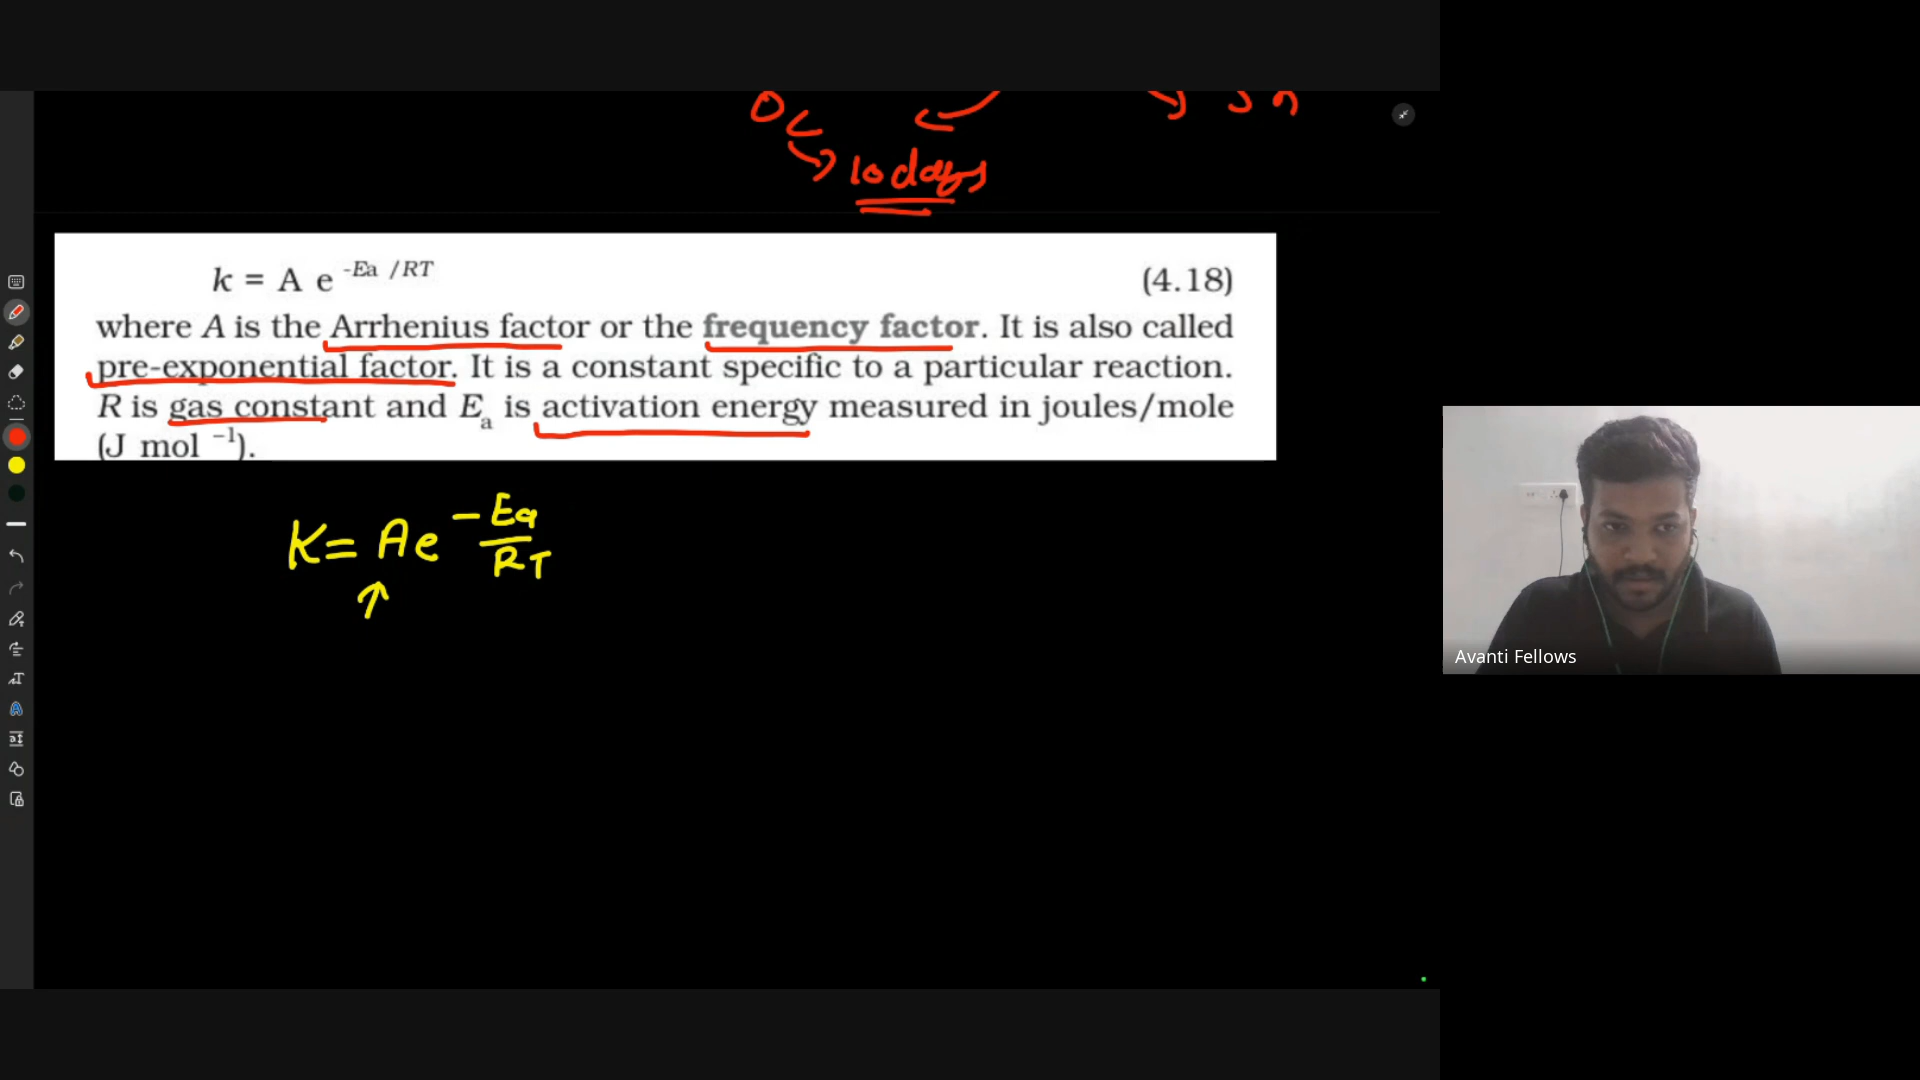 10 days
k = A e -Ea /RT (4.18)
where A is the Arrhenius factor or the frequency factor. It is also called
pre-exponential factor. It is a constant specific to a particular reaction.
R is gas constant and Ea is activation energy measured in joules/mole
(J mol –1).
K = Ae -Ea/RT
Avanti Fellows